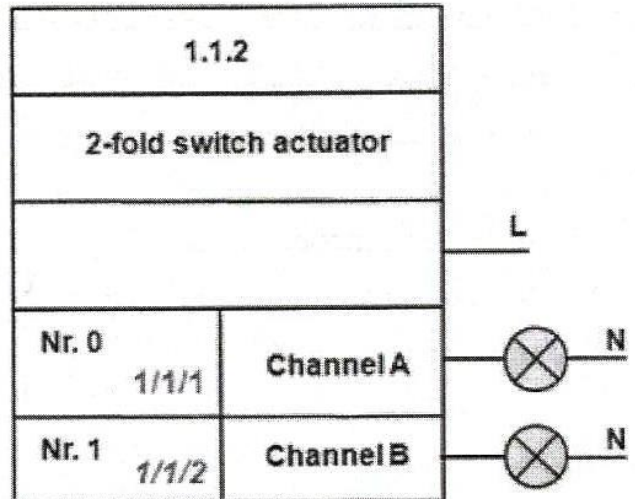 1.1.2
2-fold switch actuator
L
Nr. 0
1/1/1
Channel A
N
Nr. 1
1/1/2
Channel B
N